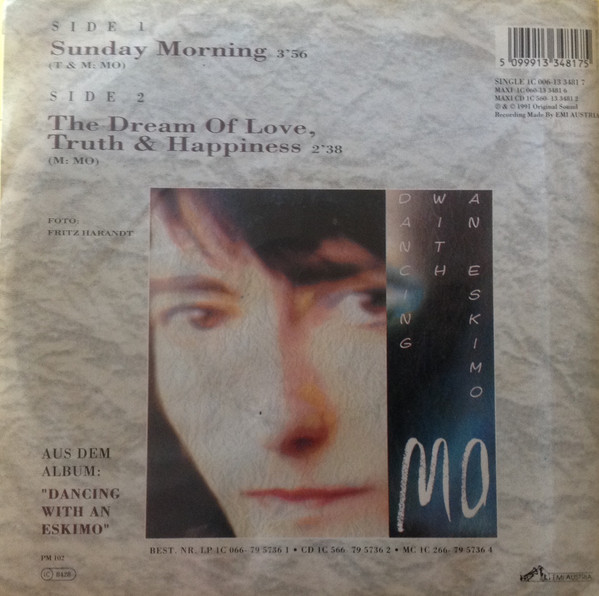 SIDE 1
Sunday Morning 3"56
(T & M: MO)
SIDE 2
The Dream Of Love,
Truth & Happiness 2"38
(M: MO)
5 099913 348175
SINGLE 1C 006-13 3481 7
MAXI 1C 060-13 3481 6
MAXI CD 1C 560- 13 3481 2
℗ & © 1991 Original Sound
Recording Made By EMI AUSTRIA
FOTO:
FRITZ HARANDT
DANCING
WITH
AN ESKIMO
MO
AUS DEM
ALBUM:
"DANCING
WITH AN
ESKIMO"
BEST. NR. LP 1C 066- 79 5736 1 • CD 1C 566 79 5736 2 • MC 1C 266- 79 5736 4
PM 102
LC
EMI AUSTRIA